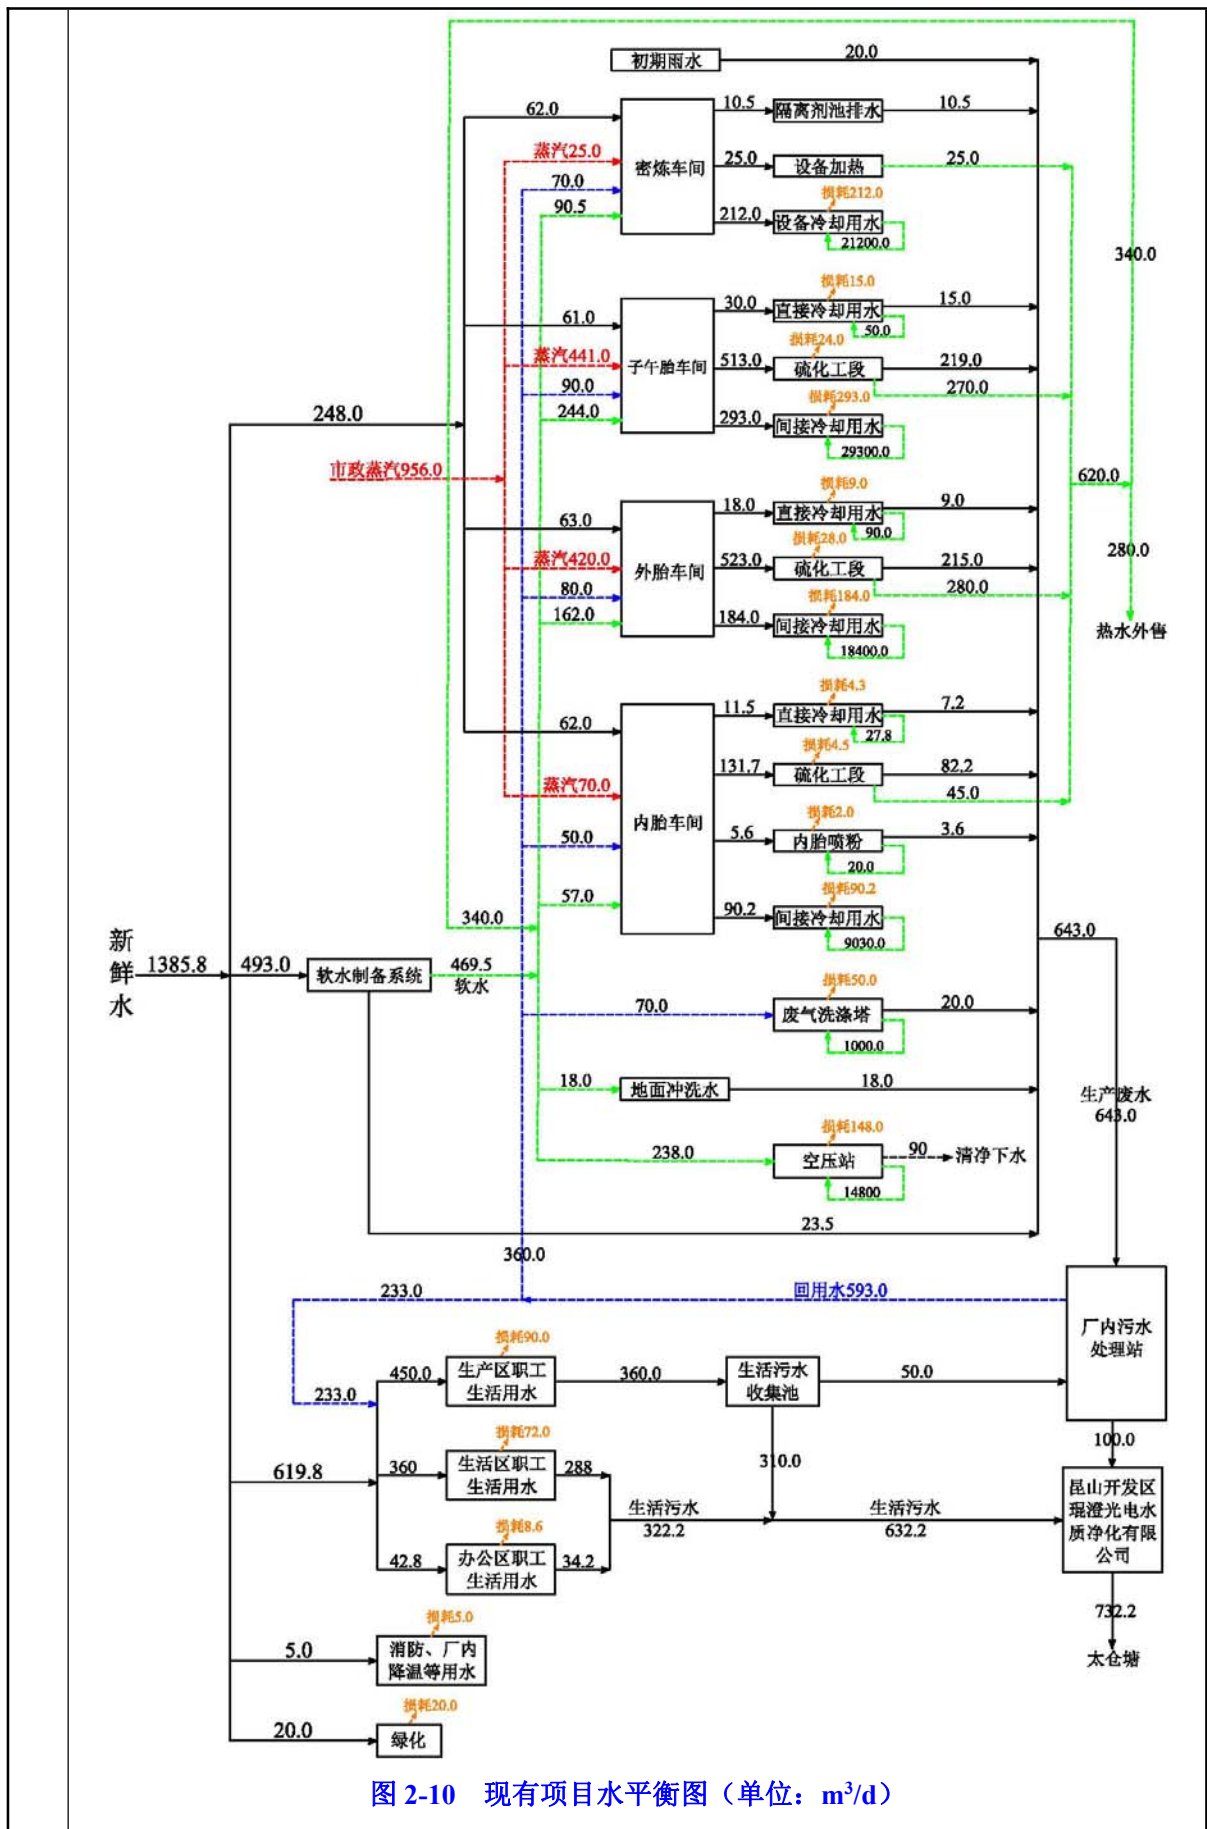 初期雨水
20.0
62.0
蒸汽25.0
70.0
90.5
密炼车间
10.5
隔离剂池排水
10.5
25.0
设备加热
25.0
损耗212.0
212.0
设备冷却用水
21200.0
340.0
61.0
蒸汽441.0
90.0
244.0
子午胎车间
损耗15.0
30.0
直接冷却用水
15.0
50.0
损耗24.0
513.0
硫化工段
219.0
270.0
损耗293.0
293.0
间接冷却用水
29300.0
248.0
市政蒸汽956.0
620.0
280.0
热水外售
63.0
蒸汽420.0
80.0
162.0
外胎车间
损耗9.0
18.0
直接冷却用水
9.0
90.0
损耗28.0
523.0
硫化工段
215.0
280.0
损耗184.0
184.0
间接冷却用水
18400.0
62.0
蒸汽70.0
50.0
57.0
内胎车间
损耗4.3
11.5
直接冷却用水
7.2
27.8
损耗4.5
131.7
硫化工段
82.2
45.0
损耗2.0
5.6
内胎喷粉
3.6
20.0
损耗90.2
90.2
间接冷却用水
9030.0
340.0
新鲜水
1385.8
493.0
软水制备系统
469.5
软水
643.0
损耗50.0
70.0
废气洗涤塔
20.0
1000.0
18.0
地面冲洗水
18.0
生产废水
643.0
损耗148.0
238.0
空压站
90
清净下水
14800
23.5
360.0
233.0
回用水593.0
厂内污水
处理站
233.0
损耗90.0
450.0
生产区职工
生活用水
360.0
生活污水
收集池
50.0
损耗72.0
619.8
360
生活区职工
生活用水
288
310.0
100.0
生活污水
322.2
生活污水
632.2
昆山开发区
琨澄光电水
质净化有限
公司
损耗8.6
42.8
办公区职工
生活用水
34.2
732.2
太仓塘
损耗5.0
5.0
消防、厂内
降温等用水
损耗20.0
20.0
绿化
图 2-10 现有项目水平衡图（单位：m³/d）